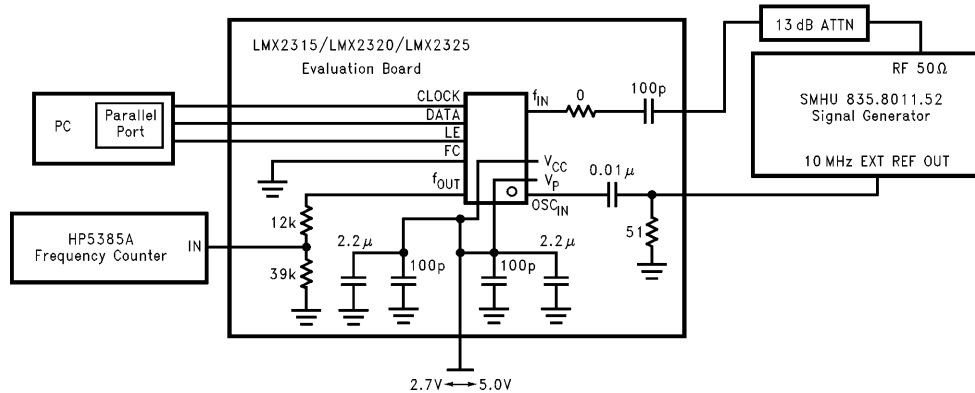 13 dB ATTN
LMX2315/LMX2320/LMX2325
Evaluation Board
RF 50Ω
SMHU 835.8011.52
Signal Generator
10 MHz EXT REF OUT
PC
Parallel
Port
CLOCK
DATA
LE
FC
fOUT
fIN
0
100p
VCC
VP
OSCIN
0.01μ
51
HP5385A
Frequency Counter
IN
12k
39k
2.2μ
100p
100p
2.2μ
2.7V ↔ 5.0V